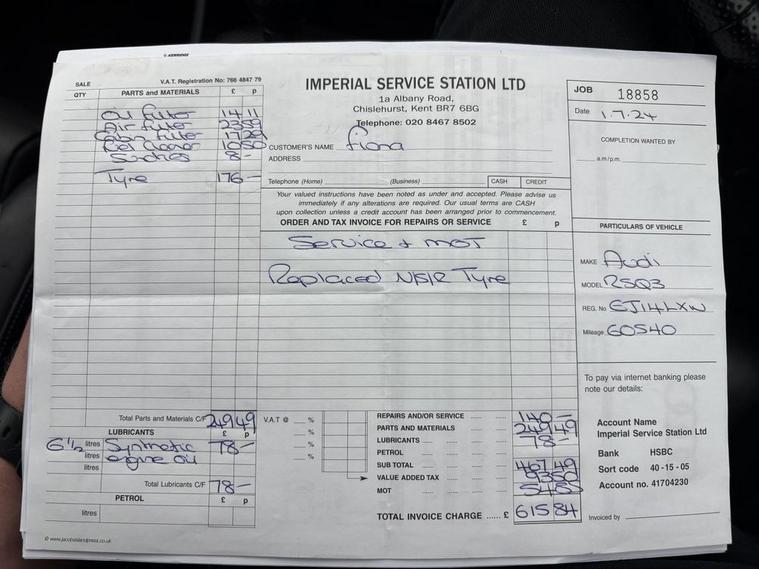 © KERRIDGE
SALE
V.A.T. Registration No: 766 4847 79
QTY PARTS AND MATERIALS £ p
Oil filter 14 11
Air filter 23 59
Cabin filter 17 29
Fuel Cleaner 10 50
Sundries 8 -
Tyre 176 -
Total Parts and Materials C/F 249 49
LUBRICANTS £ p
6 1/2 litres Synthetic 78 -
litres engine oil
litres
Total Lubricants C/F 78 -
PETROL £ p
litres
IMPERIAL SERVICE STATION LTD
1a Albany Road,
Chislehurst, Kent BR7 6BG
Telephone: 020 8467 8502
CUSTOMER'S NAME Fiona
ADDRESS
Telephone (Home) (Business) CASH CREDIT
Your valued instructions have been noted as under and accepted. Please advise us
immediately if any alterations are required. Our usual terms are CASH
upon collection unless a credit account has been arranged prior to commencement.
ORDER AND TAX INVOICE FOR REPAIRS OR SERVICE £ p
Service + MOT
Replaced N/S/R Tyre
V.A.T @ %
%
%
%
REPAIRS AND/OR SERVICE 140 -
PARTS AND MATERIALS 249 49
LUBRICANTS 78 -
PETROL
SUB TOTAL 467 49
VALUE ADDED TAX 93 50
MOT 54 85
TOTAL INVOICE CHARGE ...... £ 615 84
JOB 18858
Date 1.7.24
COMPLETION WANTED BY
a.m/p.m.
PARTICULARS OF VEHICLE
MAKE Audi
MODEL RSQ3
REG. No EJ14LXW
Mileage 60540
To pay via internet banking please
note our details:
Account Name
Imperial Service Station Ltd
Bank HSBC
Sort code 40-15-05
Account no. 41704230
Invoiced by
© www.jacobsladderpress.co.uk